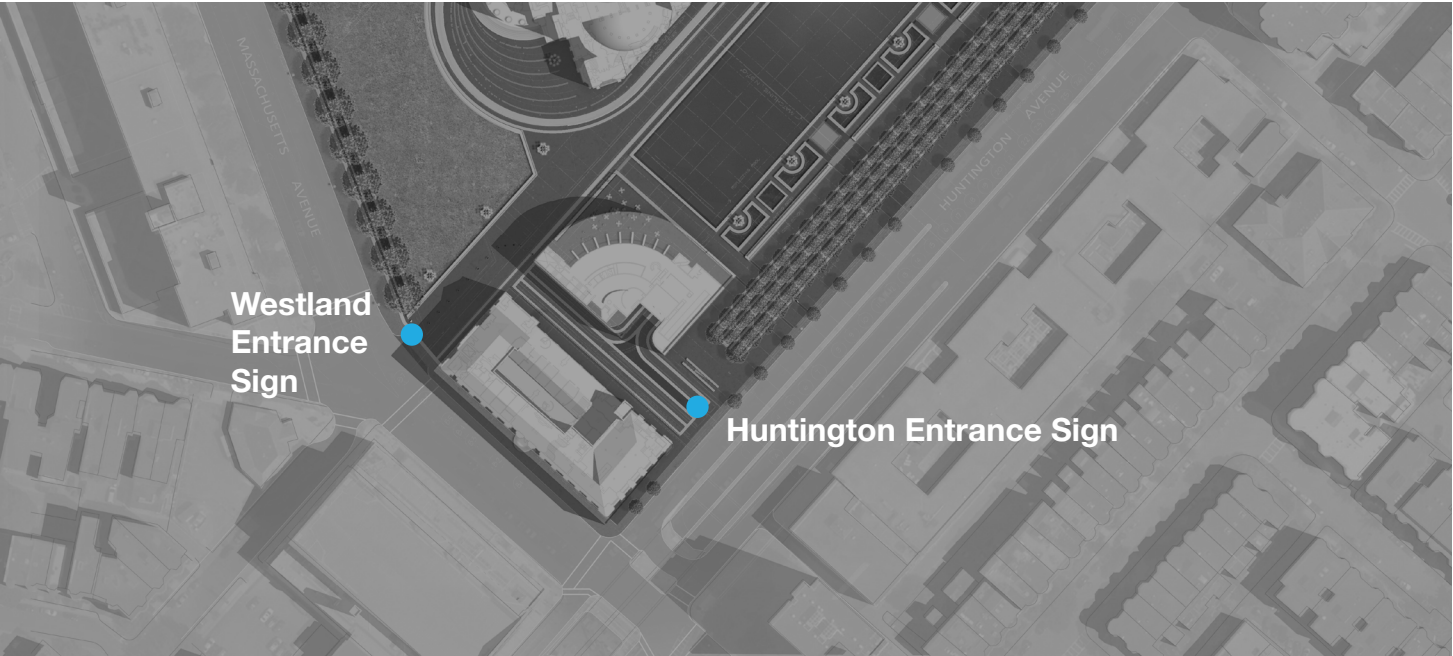 MASSACHUSETTS
AVENUE
HUNTINGTON
AVENUE
Westland
Entrance
Sign
Huntington Entrance Sign